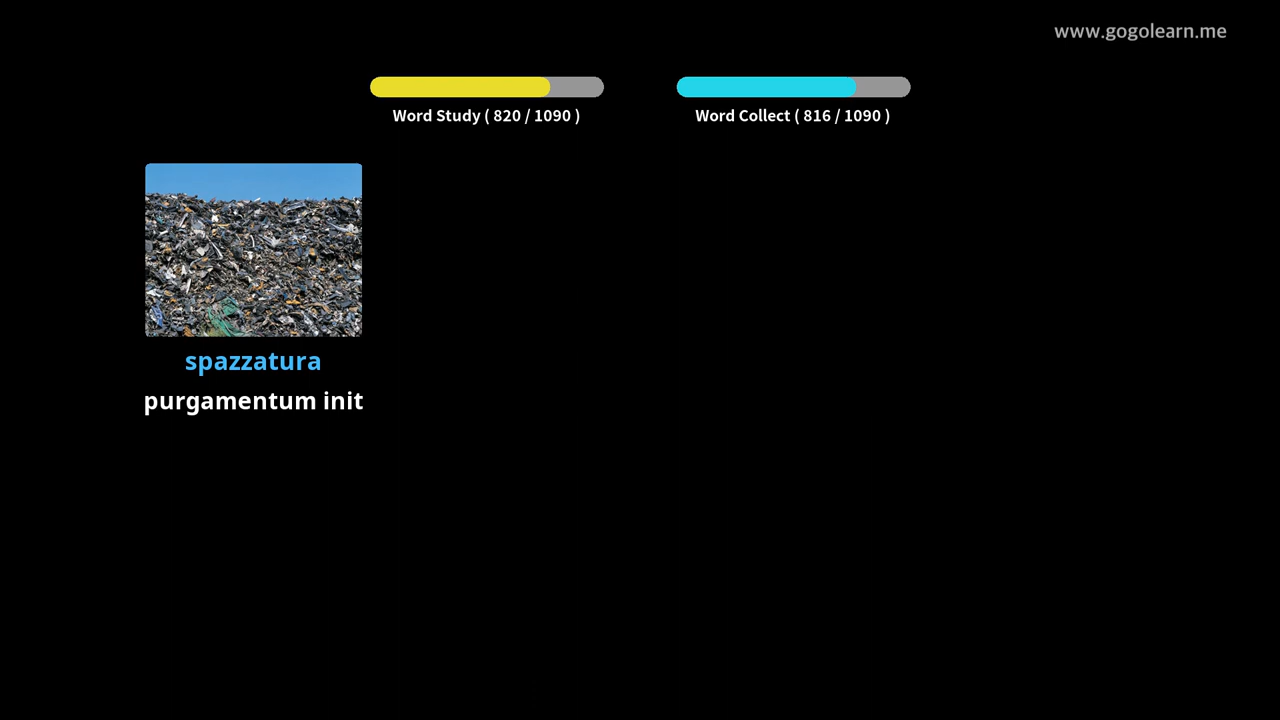 www.gogolearn.me
Word Study ( 820 / 1090 )
Word Collect ( 816 / 1090 )
spazzatura
purgamentum init